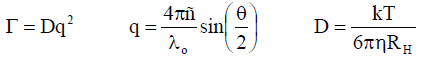 Γ = Dq² q = 4πñ/λₒ sin(θ/2) D = kT/6πηR_H